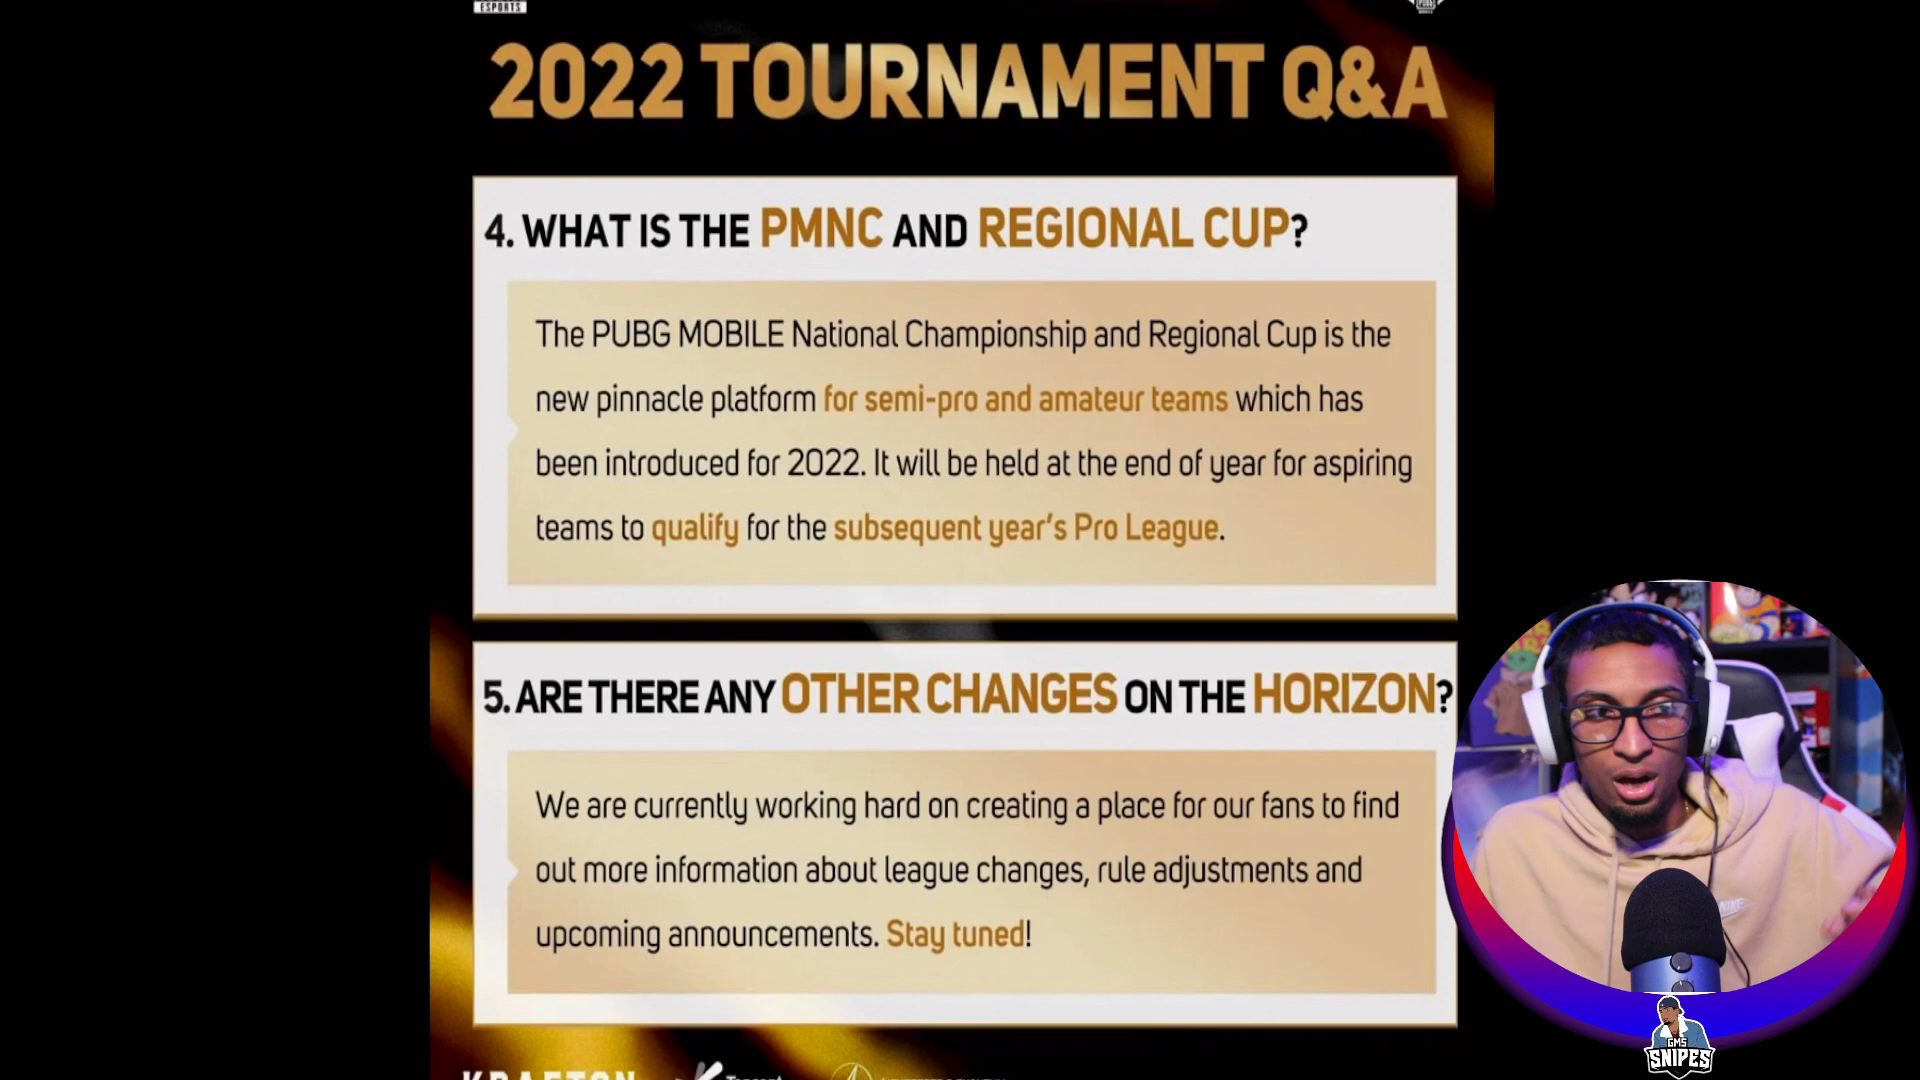 ESPORTS
2022 TOURNAMENT Q&A
4. WHAT IS THE PMNC AND REGIONAL CUP?
The PUBG MOBILE National Championship and Regional Cup is the
new pinnacle platform for semi-pro and amateur teams which has
been introduced for 2022. It will be held at the end of year for aspiring
teams to qualify for the subsequent year's Pro League.
5. ARE THERE ANY OTHER CHANGES ON THE HORIZON?
We are currently working hard on creating a place for our fans to find
out more information about league changes, rule adjustments and
upcoming announcements. Stay tuned!
NIKE
GMS
SNIPES
KRAFTON
Tencent